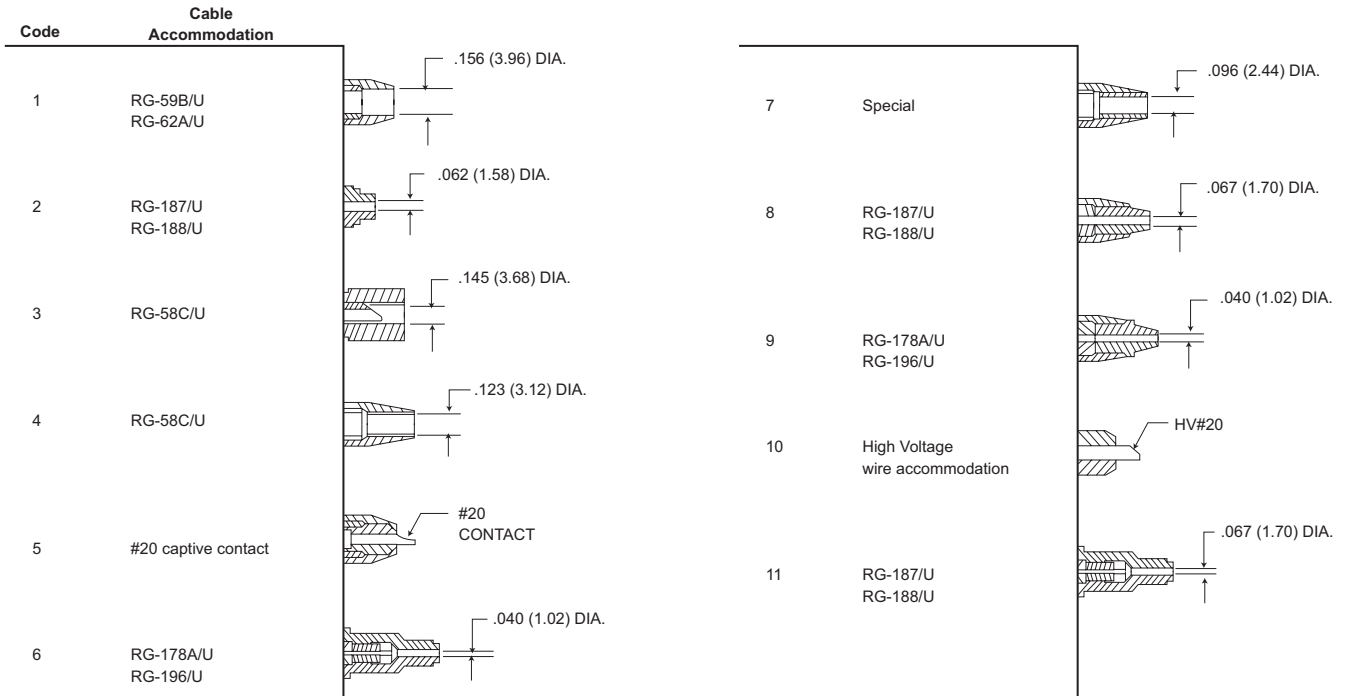 Code
Cable
Accommodation
1
RG-59B/U
RG-62A/U
.156 (3.96) DIA.
2
RG-187/U
RG-188/U
.062 (1.58) DIA.
3
RG-58C/U
.145 (3.68) DIA.
4
RG-58C/U
.123 (3.12) DIA.
5
#20 captive contact
#20
CONTACT
6
RG-178A/U
RG-196/U
.040 (1.02) DIA.
7
Special
.096 (2.44) DIA.
8
RG-187/U
RG-188/U
.067 (1.70) DIA.
9
RG-178A/U
RG-196/U
.040 (1.02) DIA.
10
High Voltage
wire accommodation
HV#20
11
RG-187/U
RG-188/U
.067 (1.70) DIA.